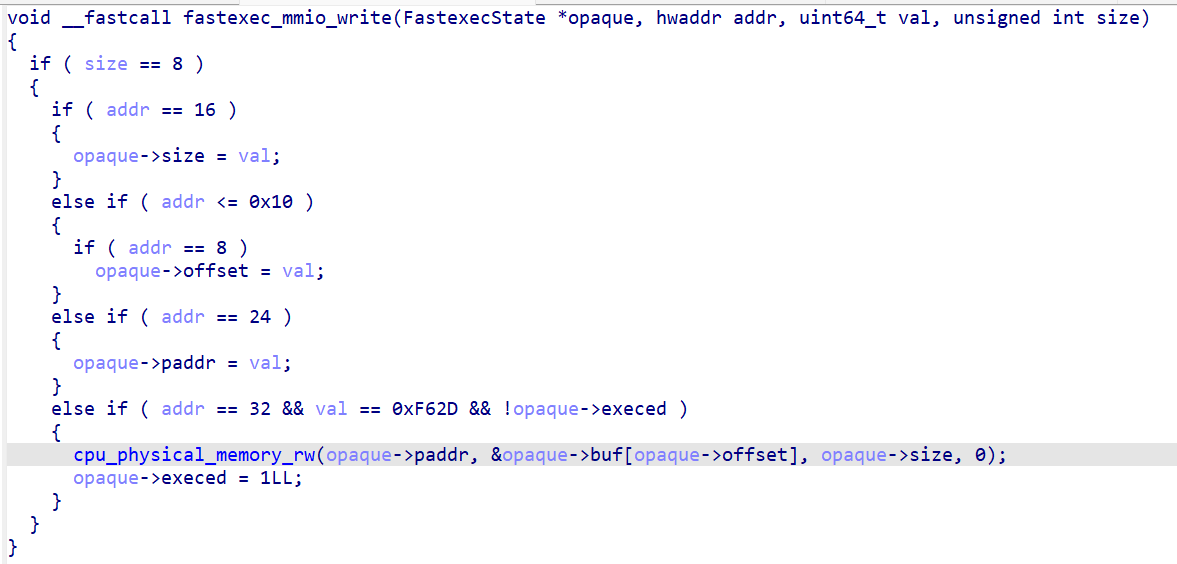 void __fastcall fastexec_mmio_write(FastexecState *opaque, hwaddr addr, uint64_t val, unsigned int size)
{
  if ( size == 8 )
  {
    if ( addr == 16 )
    {
      opaque->size = val;
    }
    else if ( addr <= 0x10 )
    {
      if ( addr == 8 )
        opaque->offset = val;
    }
    else if ( addr == 24 )
    {
      opaque->paddr = val;
    }
    else if ( addr == 32 && val == 0xF62D && !opaque->execed )
    {
      cpu_physical_memory_rw(opaque->paddr, &opaque->buf[opaque->offset], opaque->size, 0);
      opaque->execed = 1LL;
    }
  }
}